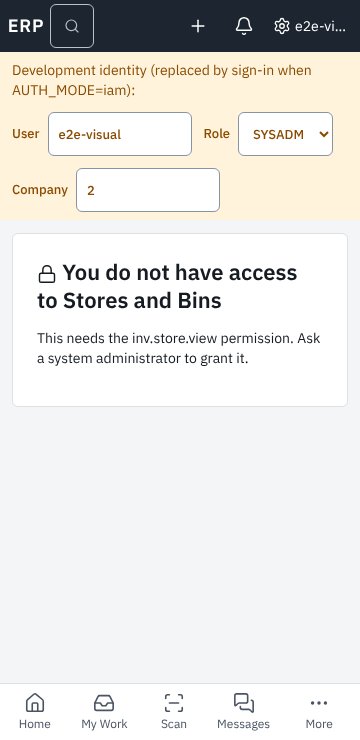 ERP
e2e-vi...
Development identity (replaced by sign-in when
AUTH_MODE=iam):
User e2e-visual Role SYSADM
Company 2
You do not have access
to Stores and Bins
This needs the inv.store.view permission. Ask
a system administrator to grant it.
Home My Work Scan Messages More